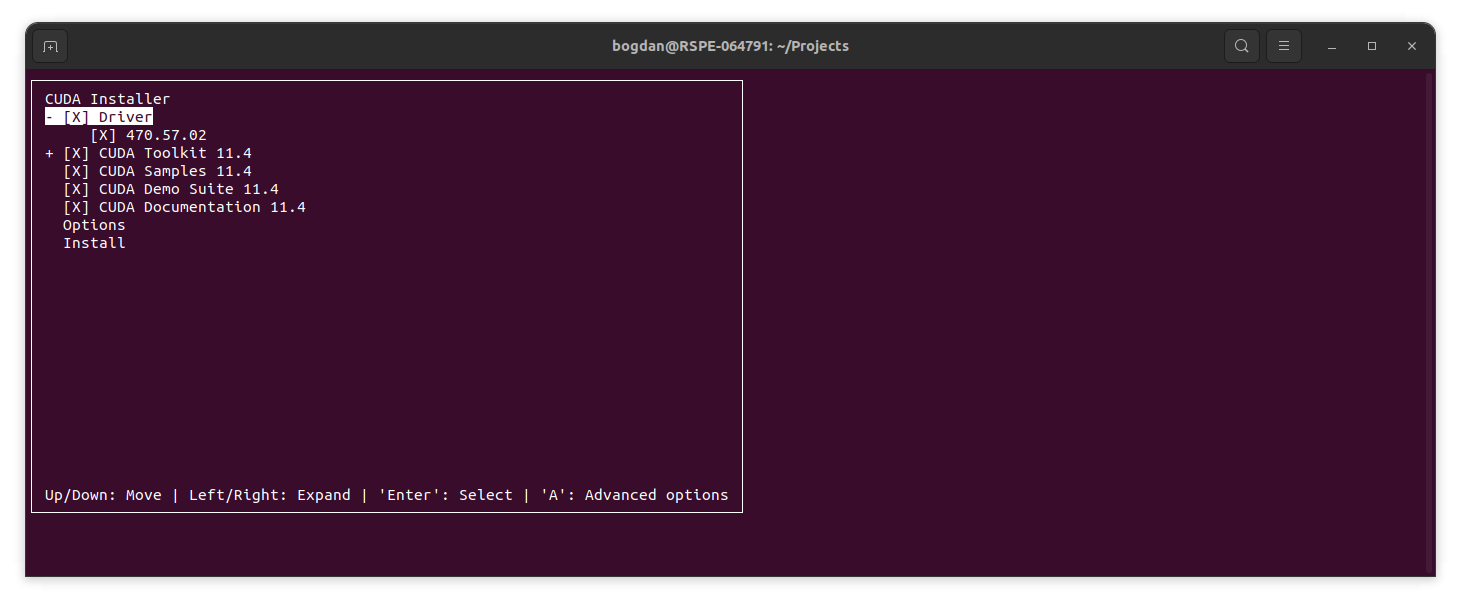 bogdan@RSPE-064791: ~/Projects
CUDA Installer
- [X] Driver
[X] 470.57.02
+ [X] CUDA Toolkit 11.4
[X] CUDA Samples 11.4
[X] CUDA Demo Suite 11.4
[X] CUDA Documentation 11.4
Options
Install
Up/Down: Move | Left/Right: Expand | 'Enter': Select | 'A': Advanced options